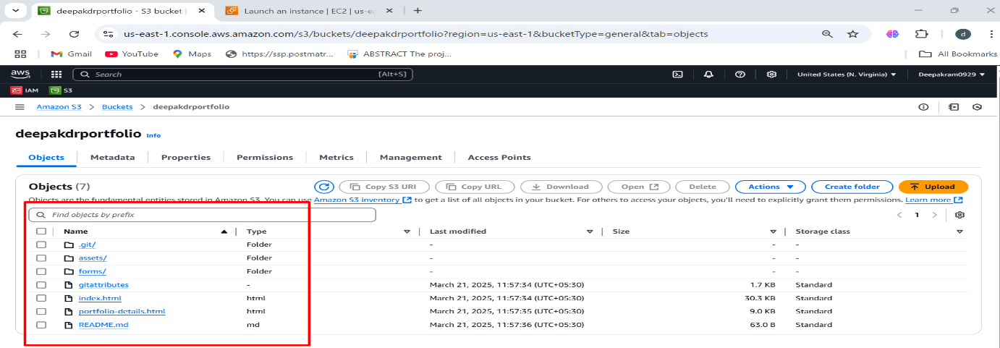 deepakdrportfolio - S3 bucket |
Launch an instance | EC2 | us-ea
us-east-1.console.aws.amazon.com/s3/buckets/deepakdrportfolio?region=us-east-1&bucketType=general&tab=objects
d
Gmail YouTube Maps https://ssp.postmatr... ABSTRACT The proj... All Bookmarks
aws Search [Alt+S] United States (N. Virginia) Deepakram0929
IAM S3
Amazon S3 > Buckets > deepakdrportfolio
deepakdrportfolio Info
Objects Metadata Properties Permissions Metrics Management Access Points
Objects (7) Copy S3 URI Copy URL Download Open Delete Actions Create folder Upload
Objects are the fundamental entities stored in Amazon S3. You can use Amazon S3 inventory to get a list of all objects in your bucket. For others to access your objects, you'll need to explicitly grant them permissions. Learn more
Find objects by prefix < 1 >
Name Type Last modified Size Storage class
.git/ Folder - - -
assets/ Folder - - -
forms/ Folder - - -
gitattributes - March 21, 2025, 11:57:34 (UTC+05:30) 1.7 KB Standard
index.html html March 21, 2025, 11:57:34 (UTC+05:30) 30.3 KB Standard
portfolio-details.html html March 21, 2025, 11:57:35 (UTC+05:30) 9.0 KB Standard
README.md md March 21, 2025, 11:57:36 (UTC+05:30) 63.0 B Standard